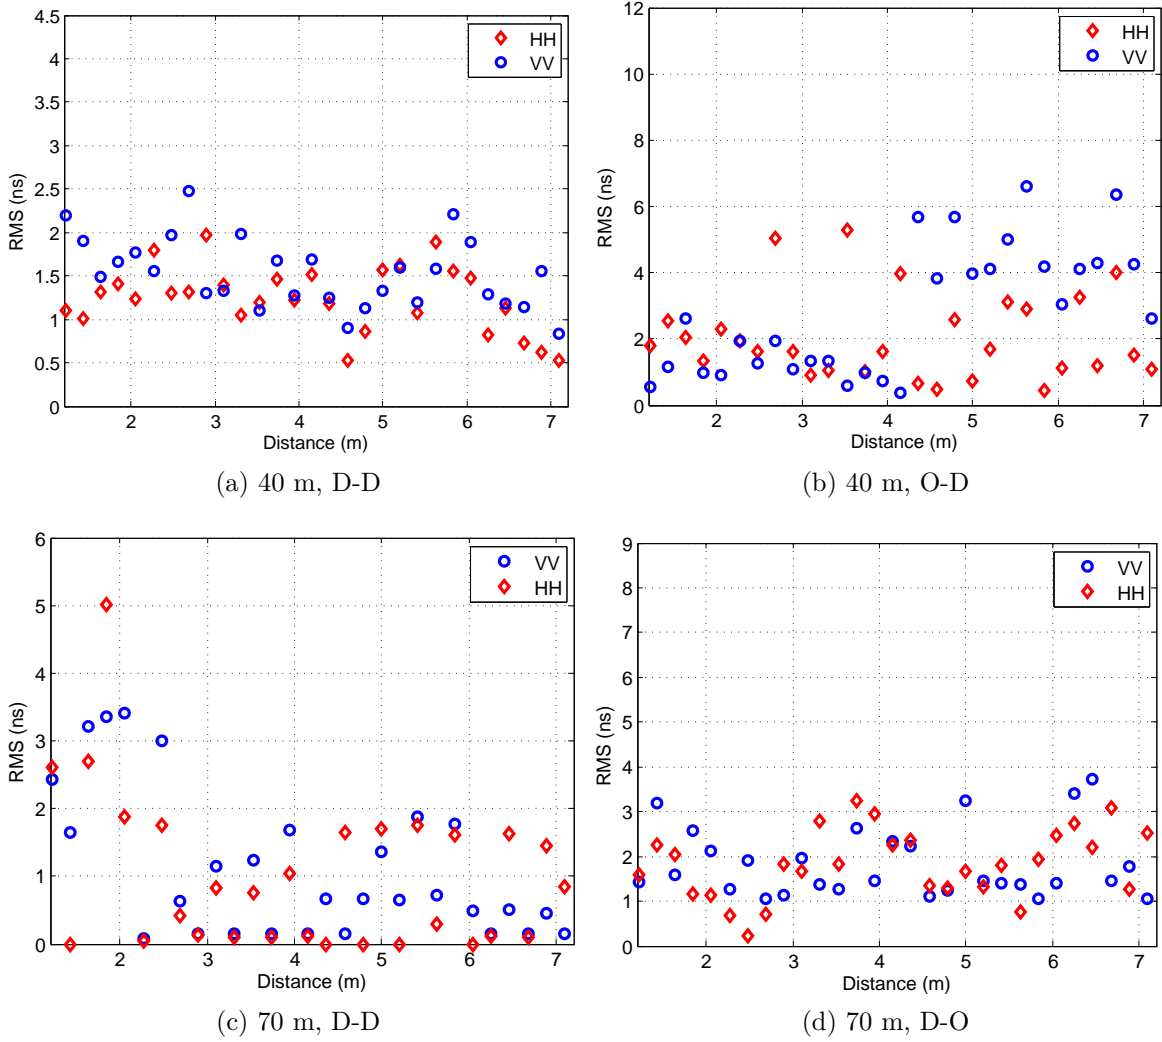 4.5
4
3.5
3
2.5
2
1.5
1
0.5
0
RMS (ns)
HH
VV
2 3 4 5 6 7
Distance (m)
(a) 40 m, D-D
12
10
8
6
4
2
0
RMS (ns)
HH
VV
2 3 4 5 6 7
Distance (m)
(b) 40 m, O-D
6
5
4
3
2
1
0
RMS (ns)
VV
HH
2 3 4 5 6 7
Distance (m)
(c) 70 m, D-D
9
8
7
6
5
4
3
2
1
0
RMS (ns)
VV
HH
2 3 4 5 6 7
Distance (m)
(d) 70 m, D-O